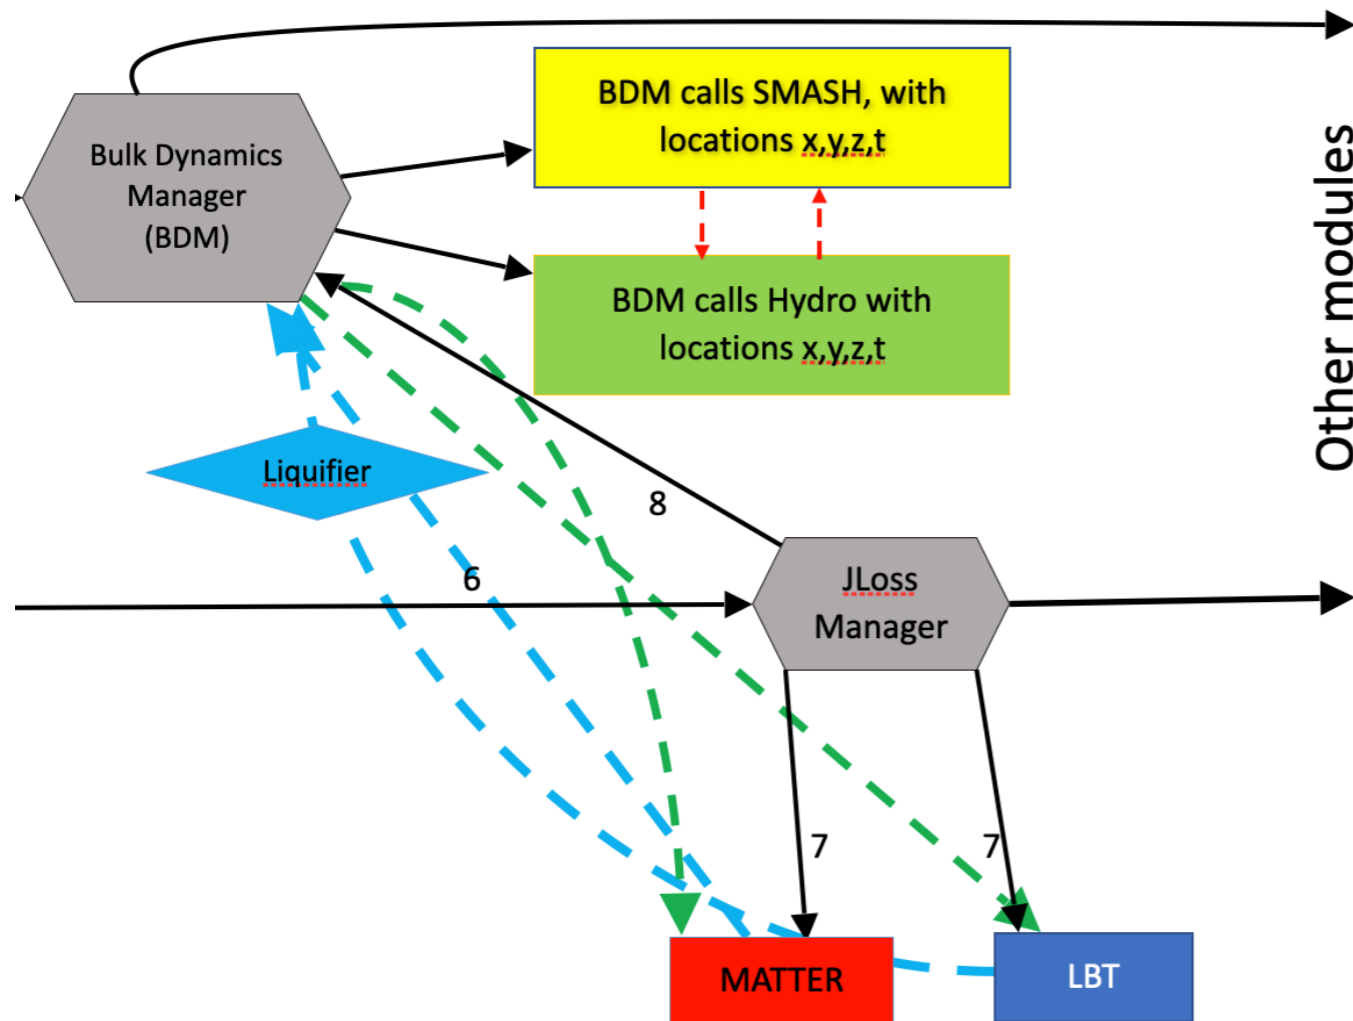 BDM calls SMASH, with
locations x,y,z,t
Bulk Dynamics
Manager
(BDM)
BDM calls Hydro with
locations x,y,z,t
Other modules
Liquifier
8
6
JLoss
Manager
7
7
MATTER
LBT